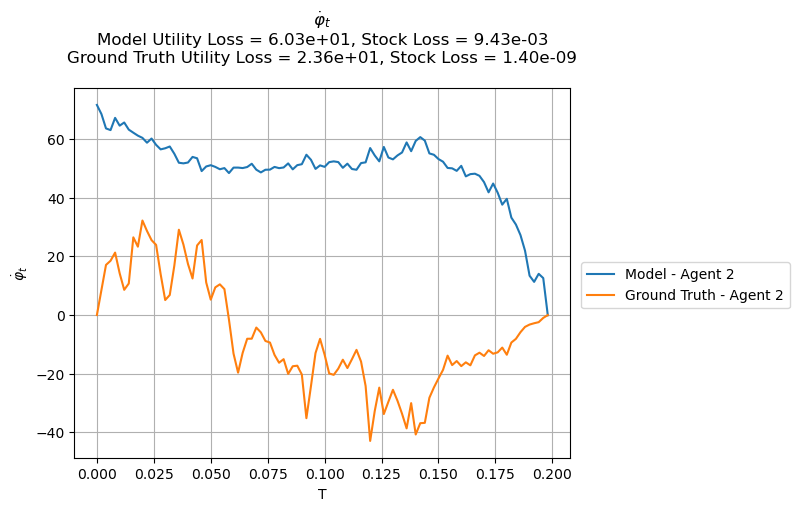 φ̇ₜ
Model Utility Loss = 6.03e+01, Stock Loss = 9.43e-03
Ground Truth Utility Loss = 2.36e+01, Stock Loss = 1.40e-09
φ̇ₜ
60
40
20
0
−20
−40
0.000 0.025 0.050 0.075 0.100 0.125 0.150 0.175 0.200
T
Model - Agent 2
Ground Truth - Agent 2